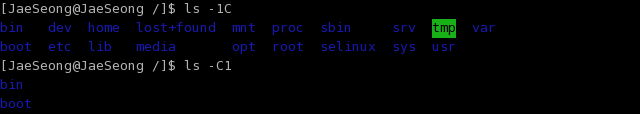 [JaeSeong@JaeSeong /]$ ls -1C
bin   dev  home  lost+found  mnt  proc  sbin     srv  tmp  var
boot  etc  lib   media       opt  root  selinux  sys  usr
[JaeSeong@JaeSeong /]$ ls -C1
bin
boot